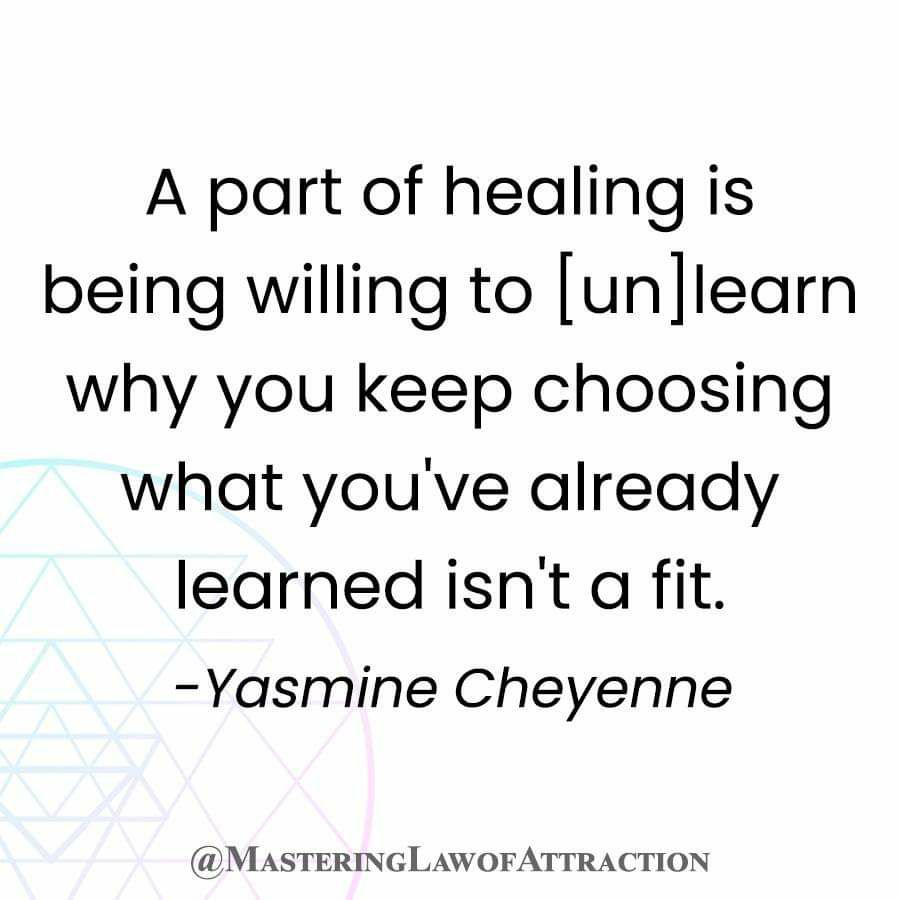 A part of healing is
being willing to [un]learn
why you keep choosing
what you've already
learned isn't a fit.
-Yasmine Cheyenne
@MasteringLawofAttraction